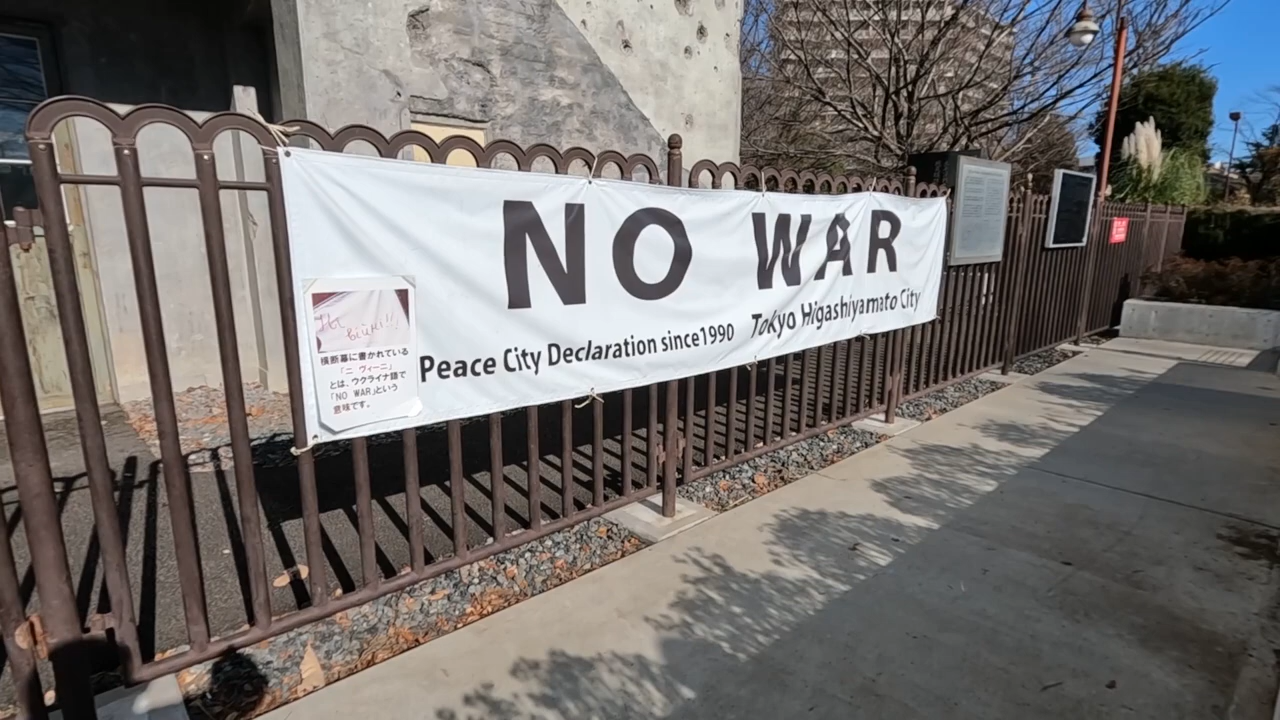 NO WAR
Peace City Declaration since1990 Tokyo Higashiyamato City
横断幕に書かれている
「ニ ヴィーニ」
とは、ウクライナ語で
「NO WAR」という
意味です。